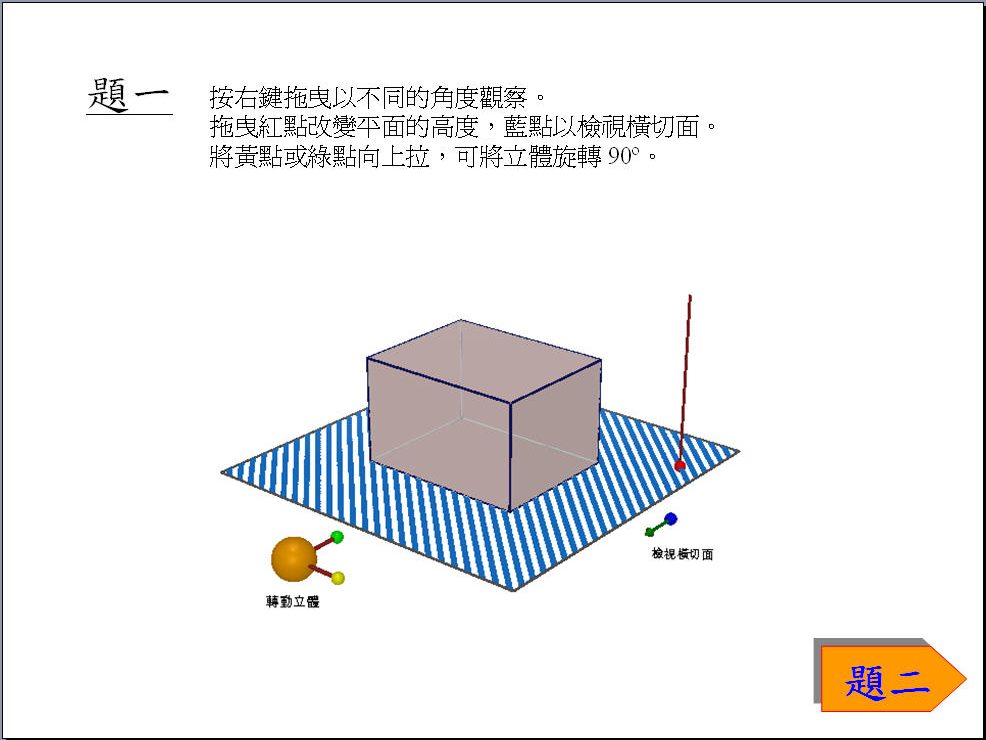 題一
按右鍵拖曳以不同的角度觀察。
拖曳紅點改變平面的高度，藍點以檢視橫切面。
將黃點或綠點向上拉，可將立體旋轉 90°。
檢視橫切面
轉動立體
題二